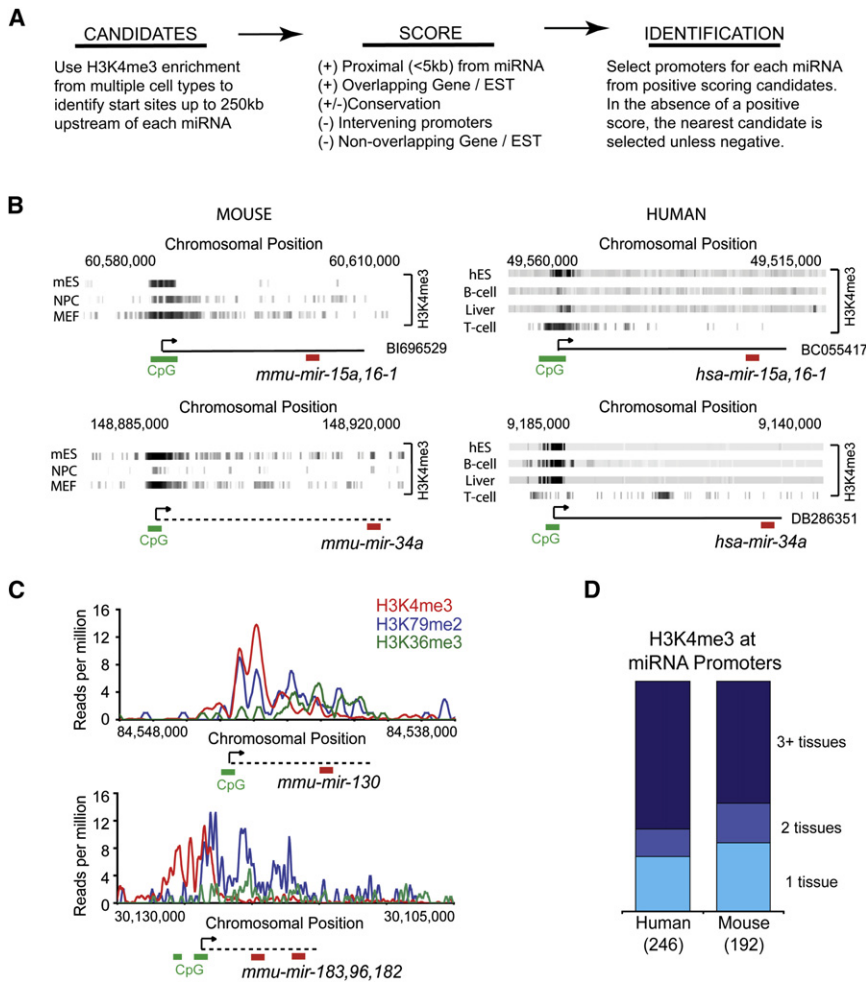 A
CANDIDATES
Use H3K4me3 enrichment
from multiple cell types to
identify start sites up to 250kb
upstream of each miRNA
SCORE
(+) Proximal (<5kb) from miRNA
(+) Overlapping Gene / EST
(+/-)Conservation
(-) Intervening promoters
(-) Non-overlapping Gene / EST
IDENTIFICATION
Select promoters for each miRNA
from positive scoring candidates.
In the absence of a positive
score, the nearest candidate is
selected unless negative.
B
MOUSE
Chromosomal Position
60,580,000 60,610,000
mES
NPC
MEF
H3K4me3
BI696529
CpG
mmu-mir-15a,16-1
Chromosomal Position
148,885,000 148,920,000
mES
NPC
MEF
H3K4me3
CpG
mmu-mir-34a
HUMAN
Chromosomal Position
49,560,000 49,515,000
hES
B-cell
Liver
T-cell
H3K4me3
BC055417
CpG
hsa-mir-15a,16-1
Chromosomal Position
9,185,000 9,140,000
hES
B-cell
Liver
T-cell
H3K4me3
DB286351
CpG
hsa-mir-34a
C
H3K4me3
H3K79me2
H3K36me3
Reads per million
16
12
8
4
0
84,548,000 84,538,000
Chromosomal Position
CpG
mmu-mir-130
Reads per million
16
12
8
4
0
30,130,000 30,105,000
Chromosomal Position
CpG
mmu-mir-183,96,182
D
H3K4me3 at
miRNA Promoters
3+ tissues
2 tissues
1 tissue
Human Mouse
(246) (192)